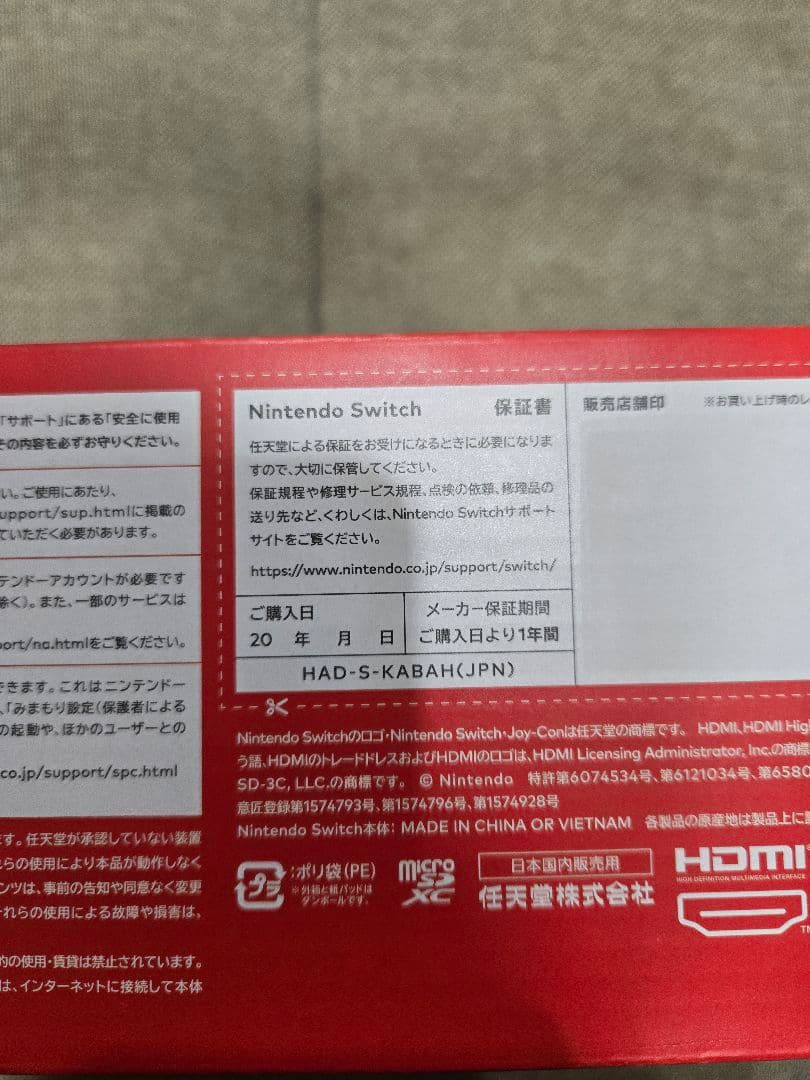 「サポート」にある「安全に使用
その内容を必ずお守りください。
い。ご使用にあたり、
upport/sup.htmlに掲載の
ていただく必要があります。
テンドーアカウントが必要です
除く)。また、一部のサービスは
port/na.htmlをご覧ください。
できます。これはニンテンドー
、「みまもり設定(保護者による
の起動や、ほかのユーザーとの
co.jp/support/spc.html
ます。任天堂が承認していない装置
らの使用により本品が動作しなく
ンツは、事前の告知や同意なく変更
それらの使用による故障や損害は、
的の使用・賃貸は禁止されています。
は、インターネットに接続して本体
Nintendo Switch 保証書
任天堂による保証をお受けになるときに必要になりま
すので、大切に保管してください。
保証規程や修理サービス規程、点検の依頼、修理品の
送り先など、くわしくは、Nintendo Switchサポート
サイトをご覧ください。
https://www.nintendo.co.jp/support/switch/
ご購入日
20 年 月 日
メーカー保証期間
ご購入日より1年間
HAD-S-KABAH(JPN)
販売店舗印 ※お買い上げ時のレ
Nintendo Switchのロゴ・Nintendo Switch・Joy-Conは任天堂の商標です。 HDMI、HDMI Hig
う語、HDMIのトレードドレスおよびHDMIのロゴは、HDMI Licensing Administrator, Inc.の商標
SD-3C, LLC.の商標です。 © Nintendo 特許第6074534号、第6121034号、第6580
意匠登録第1574793号、第1574796号、第1574928号
Nintendo Switch本体: MADE IN CHINA OR VIETNAM 各製品の原産地は製品上に
プラ
:ポリ袋(PE)
※外箱と紙パッドは
ダンボールです。
micro
SD
XC
日本国内販売用
任天堂株式会社
HDMI
HIGH-DEFINITION MULTIMEDIA INTERFACE
TM